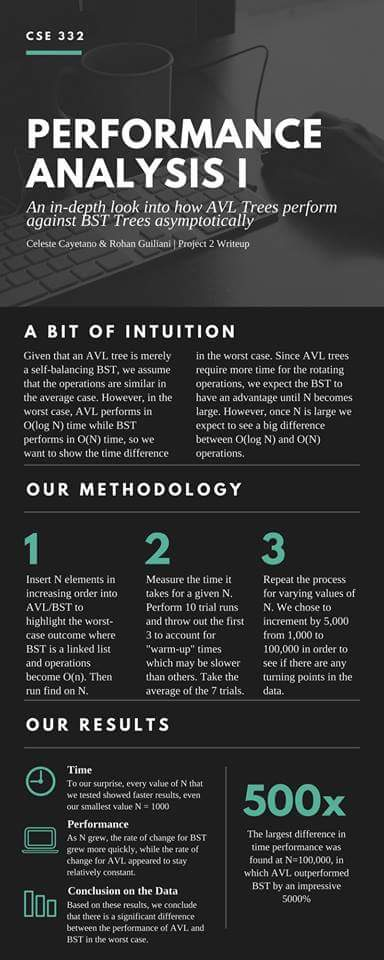 CSE 332
PERFORMANCE
ANALYSIS I
An in-depth look into how AVL Trees perform
against BST Trees asymptotically
Celeste Cayetano & Rohan Guiliani | Project 2 Writeup
A BIT OF INTUITION
Given that an AVL tree is merely
a self-balancing BST, we assume
that the operations are similar in
the average case. However, in the
worst case, AVL performs in
O(log N) time while BST
performs in O(N) time, so we
want to show the time difference
in the worst case. Since AVL trees
require more time for the rotating
operations, we expect the BST to
have an advantage until N becomes
large. However, once N is large we
expect to see a big difference
between O(log N) and O(N)
operations.
OUR METHODOLOGY
1
Insert N elements in
increasing order into
AVL/BST to
highlight the worst-
case outcome where
BST is a linked list
and operations
become O(n). Then
run find on N.
2
Measure the time it
takes for a given N.
Perform 10 trial runs
and throw out the first
3 to account for
"warm-up" times
which may be slower
than others. Take the
average of the 7 trials.
3
Repeat the process
for varying values of
N. We chose to
increment by 5,000
from 1,000 to
100,000 in order to
see if there are any
turning points in the
data.
OUR RESULTS
Time
To our surprise, every value of N that
we tested showed faster results, even
our smallest value N = 1000
Performance
As N grew, the rate of change for BST
grew more quickly, while the rate of
change for AVL appeared to stay
relatively constant.
Conclusion on the Data
Based on these results, we conclude
that there is a significant difference
between the performance of AVL and
BST in the worst case.
500x
The largest difference in
time performance was
found at N=100,000, in
which AVL outperformed
BST by an impressive
5000%